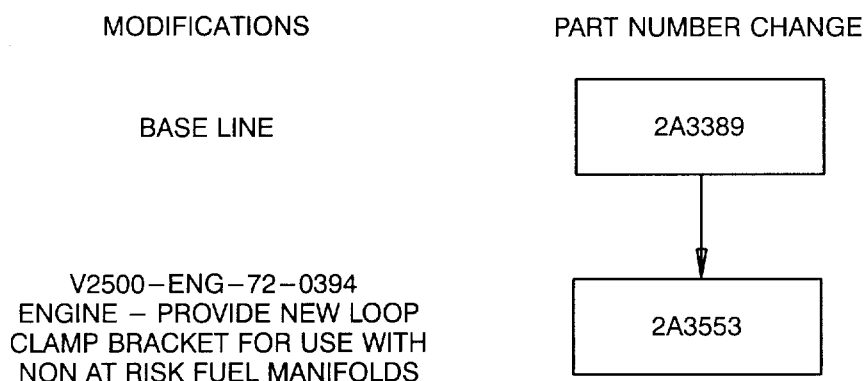 MODIFICATIONS
PART NUMBER CHANGE
BASE LINE
2A3389
V2500-ENG-72-0394
ENGINE - PROVIDE NEW LOOP
CLAMP BRACKET FOR USE WITH
NON AT RISK FUEL MANIFOLDS
2A3553